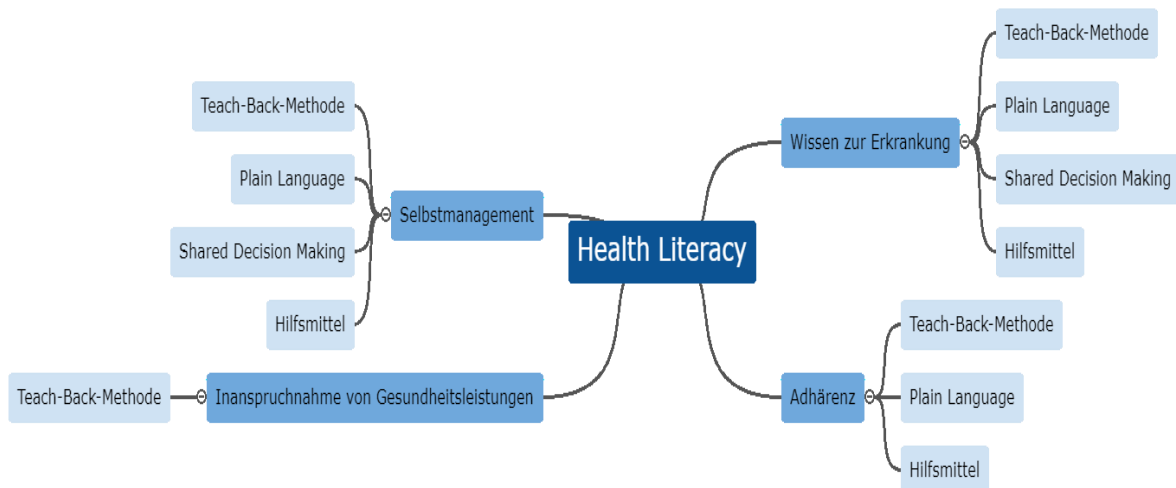 Health Literacy
Wissen zur Erkrankung
Teach-Back-Methode
Plain Language
Shared Decision Making
Hilfsmittel
Adhärenz
Teach-Back-Methode
Plain Language
Hilfsmittel
Selbstmanagement
Teach-Back-Methode
Plain Language
Shared Decision Making
Hilfsmittel
Inanspruchnahme von Gesundheitsleistungen
Teach-Back-Methode